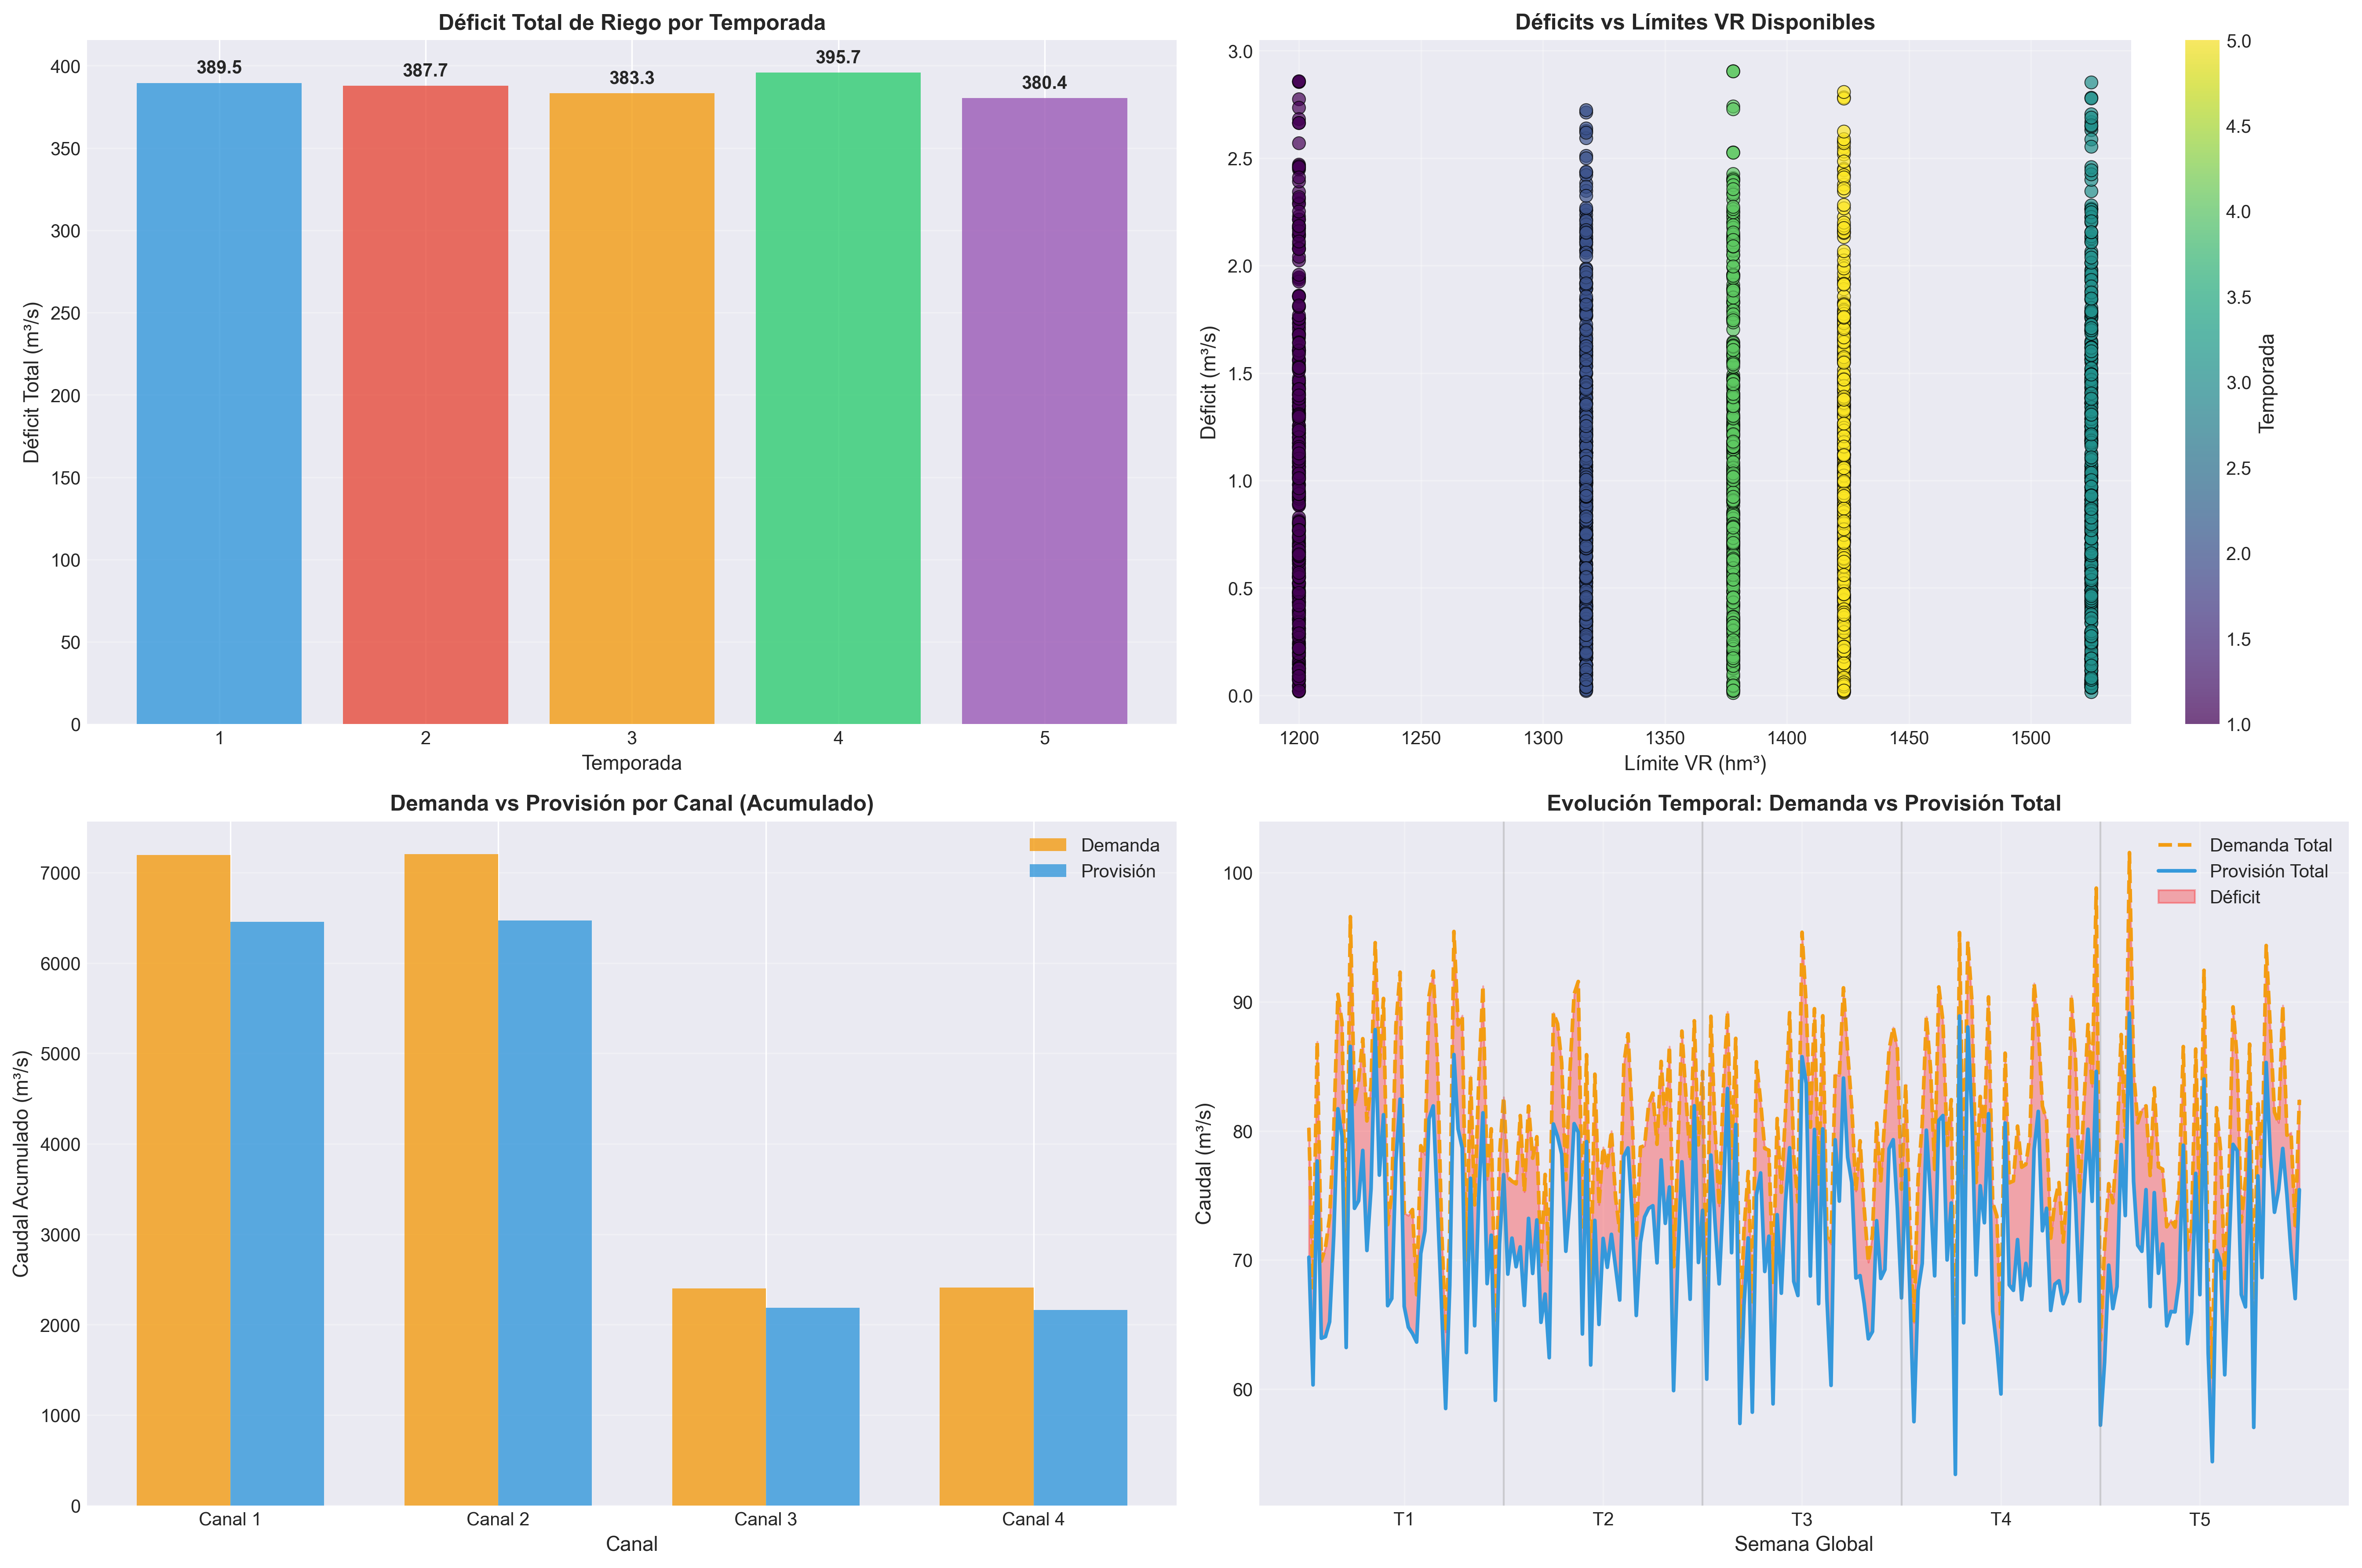 Déficit Total de Riego por Temporada
Déficit Total (m³/s)
400
350
300
250
200
150
100
50
0
389.5
387.7
383.3
395.7
380.4
1
2
3
4
5
Temporada
Déficits vs Límites VR Disponibles
Déficit (m³/s)
3.0
2.5
2.0
1.5
1.0
0.5
0.0
1200
1250
1300
1350
1400
1450
1500
Límite VR (hm³)
5.0
4.5
4.0
3.5
3.0
2.5
2.0
1.5
1.0
Temporada
Demanda vs Provisión por Canal (Acumulado)
Caudal Acumulado (m³/s)
7000
6000
5000
4000
3000
2000
1000
0
Demanda
Provisión
Canal 1
Canal 2
Canal 3
Canal 4
Canal
Evolución Temporal: Demanda vs Provisión Total
Caudal (m³/s)
100
90
80
70
60
Demanda Total
Provisión Total
Déficit
T1
T2
T3
T4
T5
Semana Global